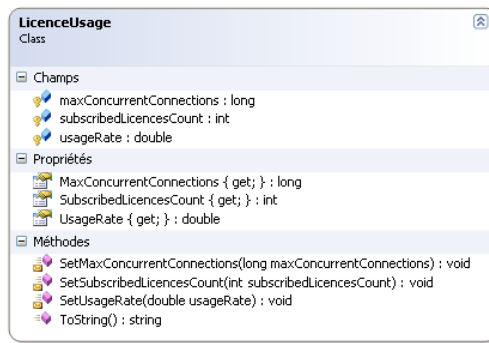 LicenceUsage
Class
Champs
maxConcurrentConnections : long
subscribedLicencesCount : int
usageRate : double
Propriétés
MaxConcurrentConnections { get; } : long
SubscribedLicencesCount { get; } : int
UsageRate { get; } : double
Méthodes
SetMaxConcurrentConnections(long maxConcurrentConnections) : void
SetSubscribedLicencesCount(int subscribedLicencesCount) : void
SetUsageRate(double usageRate) : void
ToString() : string